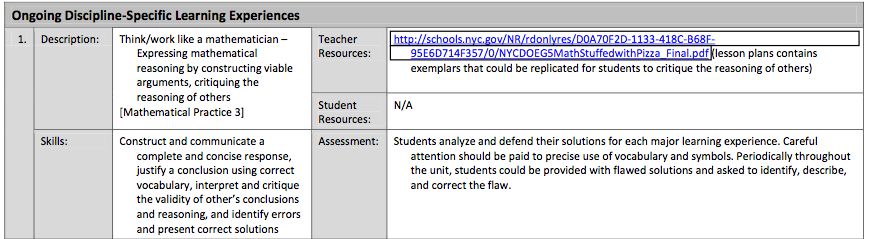 Ongoing Discipline-Specific Learning Experiences
1. Description:
Think/work like a mathematician –
Expressing mathematical
reasoning by constructing viable
arguments, critiquing the
reasoning of others
[Mathematical Practice 3]
Teacher
Resources:
http://schools.nyc.gov/NR/rdonlyres/D0A70F2D-1133-418C-B68F-
95E6D714F357/0/NYCDOEG5MathStuffedwithPizza_Final.pdf (lesson plans contains
exemplars that could be replicated for students to critique the reasoning of others)
Student
Resources:
N/A
Skills:
Construct and communicate a
complete and concise response,
justify a conclusion using correct
vocabulary, interpret and critique
the validity of other's conclusions
and reasoning, and identify errors
and present correct solutions
Assessment:
Students analyze and defend their solutions for each major learning experience. Careful
attention should be paid to precise use of vocabulary and symbols. Periodically throughout
the unit, students could be provided with flawed solutions and asked to identify, describe,
and correct the flaw.